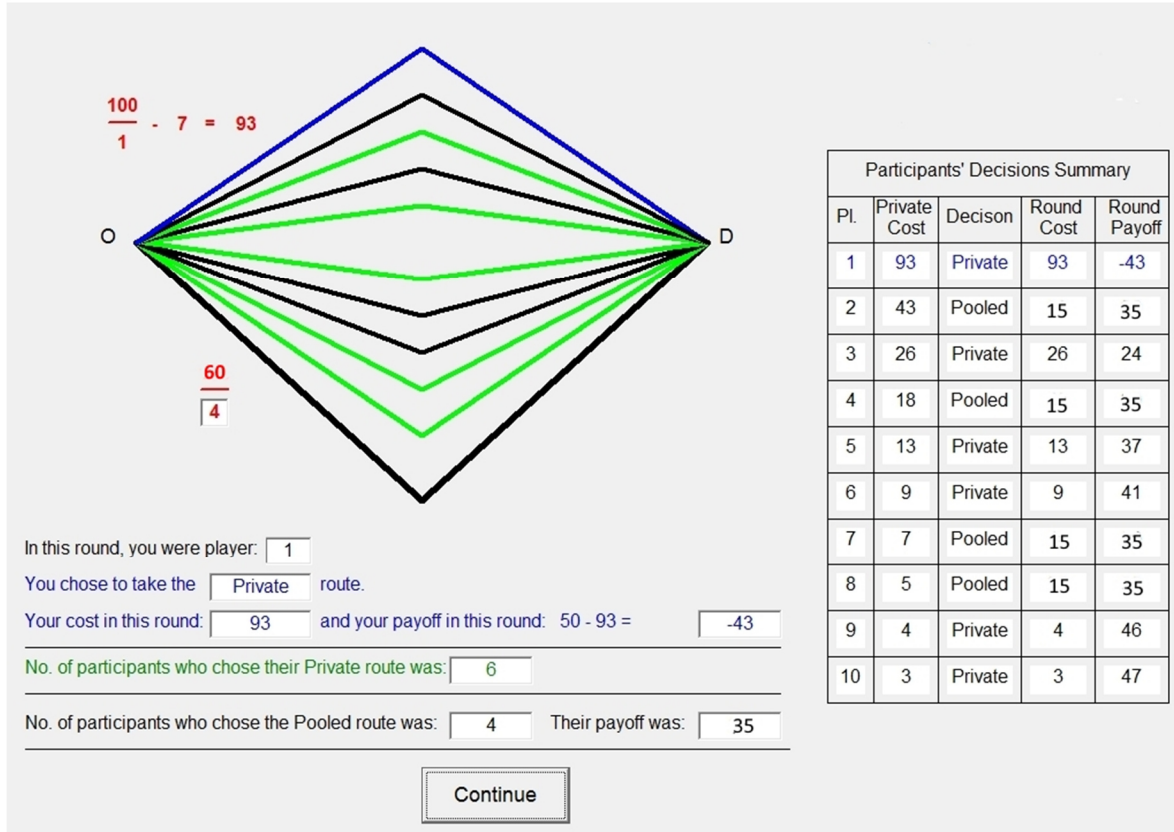 100
1
- 7 = 93
O
D
60
4
In this round, you were player: 1
You chose to take the Private route.
Your cost in this round: 93 and your payoff in this round: 50 - 93 = -43
No. of participants who chose their Private route was: 6
No. of participants who chose the Pooled route was: 4 Their payoff was: 35
Continue
Participants' Decisions Summary
Pl. Private Cost Decison Round Cost Round Payoff
1 93 Private 93 -43
2 43 Pooled 15 35
3 26 Private 26 24
4 18 Pooled 15 35
5 13 Private 13 37
6 9 Private 9 41
7 7 Pooled 15 35
8 5 Pooled 15 35
9 4 Private 4 46
10 3 Private 3 47